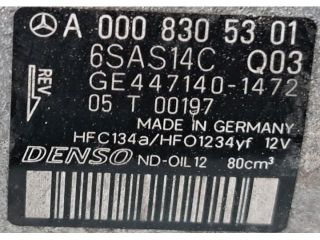 A 000 830 53 01
6SAS14C Q03
REV
GE447140-1472
05 T 00197
MADE IN GERMANY
HFC134a/HFO1234yf 12V
DENSO ND-OIL12 80cm³